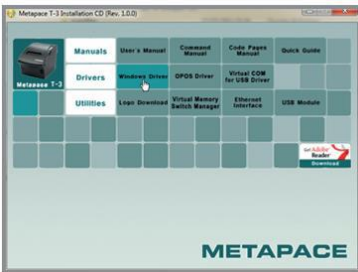 Metapace T-3 Installation CD (Rev. 1.0.0)
Metapace T-3
Manuals
User's Manual
Command
Manual
Code Pages
Manual
Quick Guide
Drivers
Windows Driver
OPOS Driver
Virtual COM
for USB Driver
Utilities
Logo Download
Virtual Memory
Switch Manager
Ethernet
Interface
USB Module
Get Adobe
Reader
Download
METAPACE